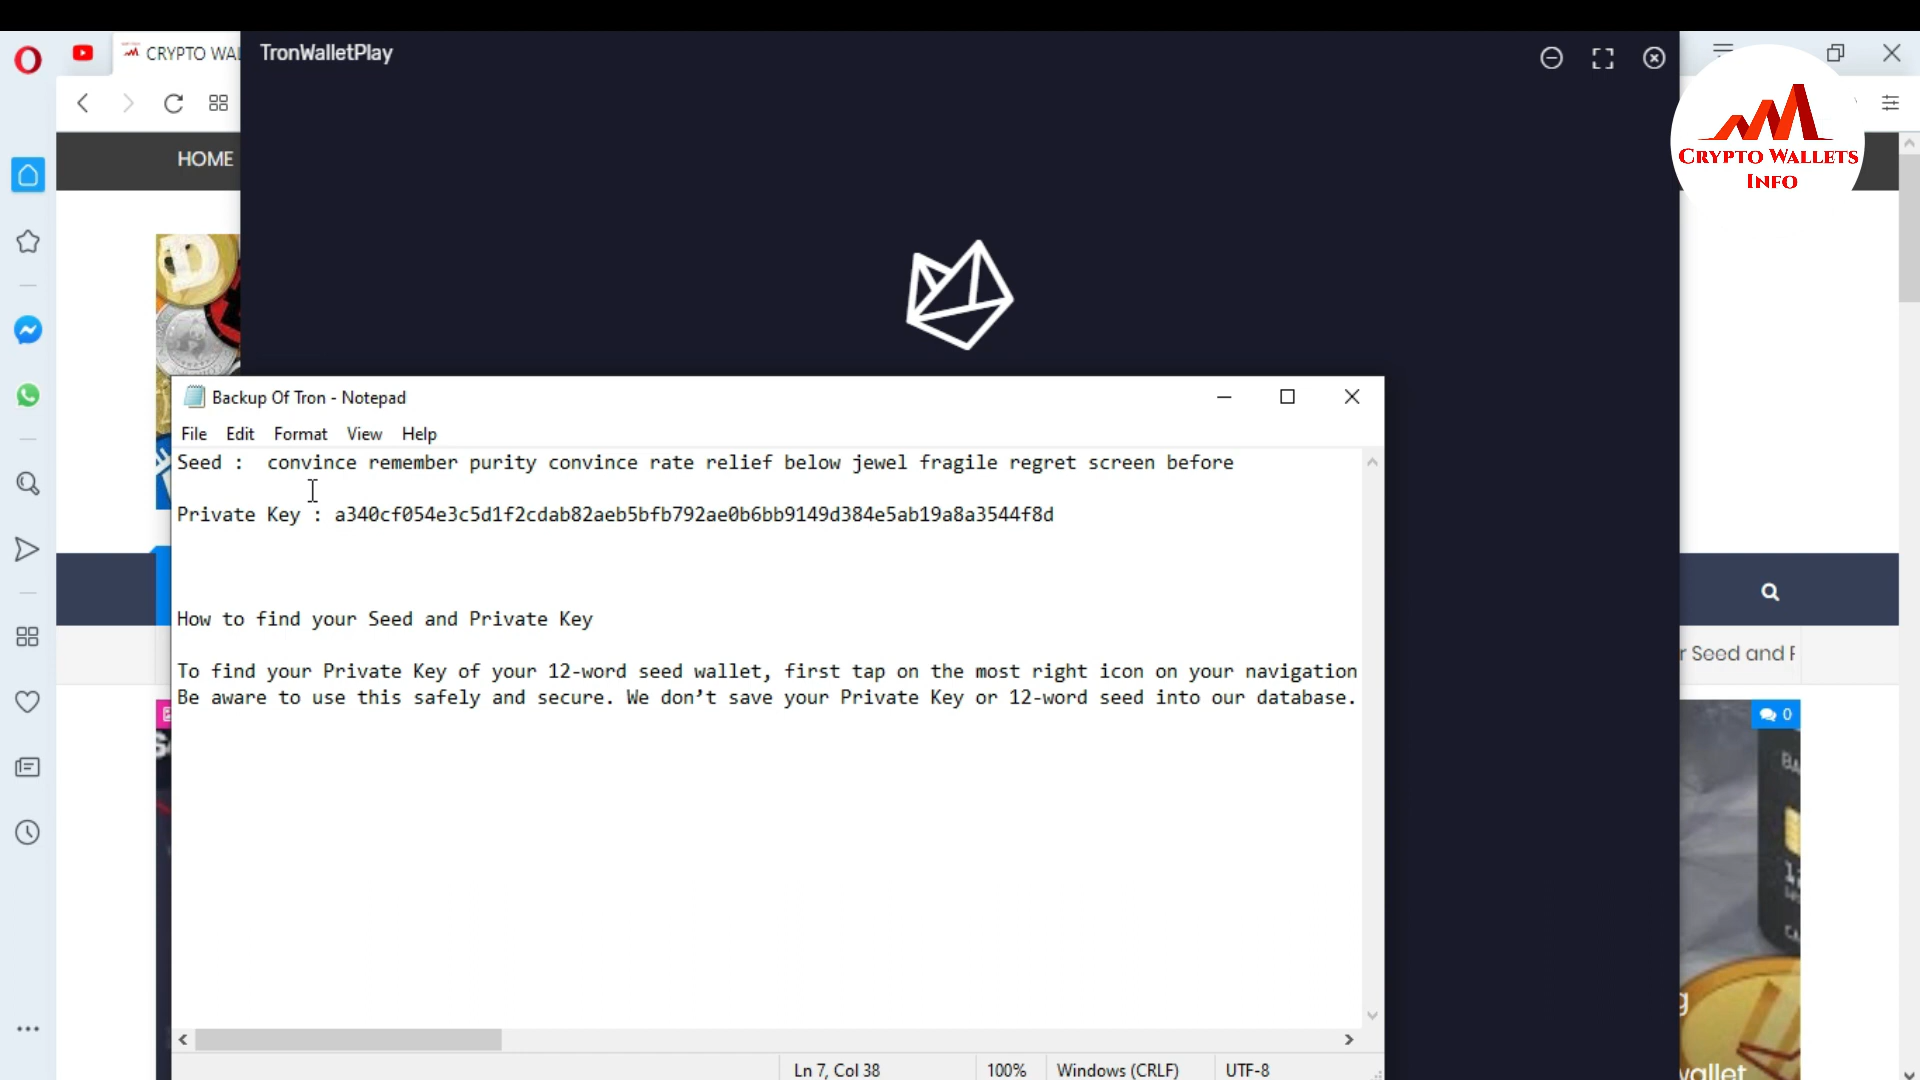 TronWalletPlay
CRYPTO WAL
HOME
CRYPTO WALLETS
INFO
Backup Of Tron - Notepad
File Edit Format View Help
Seed :  convince remember purity convince rate relief below jewel fragile regret screen before
Private Key : a340cf054e3c5d1f2cdab82aeb5bfb792ae0b6bb9149d384e5ab19a8a3544f8d
How to find your Seed and Private Key
To find your Private Key of your 12-word seed wallet, first tap on the most right icon on your navigation
Be aware to use this safely and secure. We don’t save your Private Key or 12-word seed into our database.
r Seed and
0
wallet
Ln 7, Col 38
100%
Windows (CRLF)
UTF-8